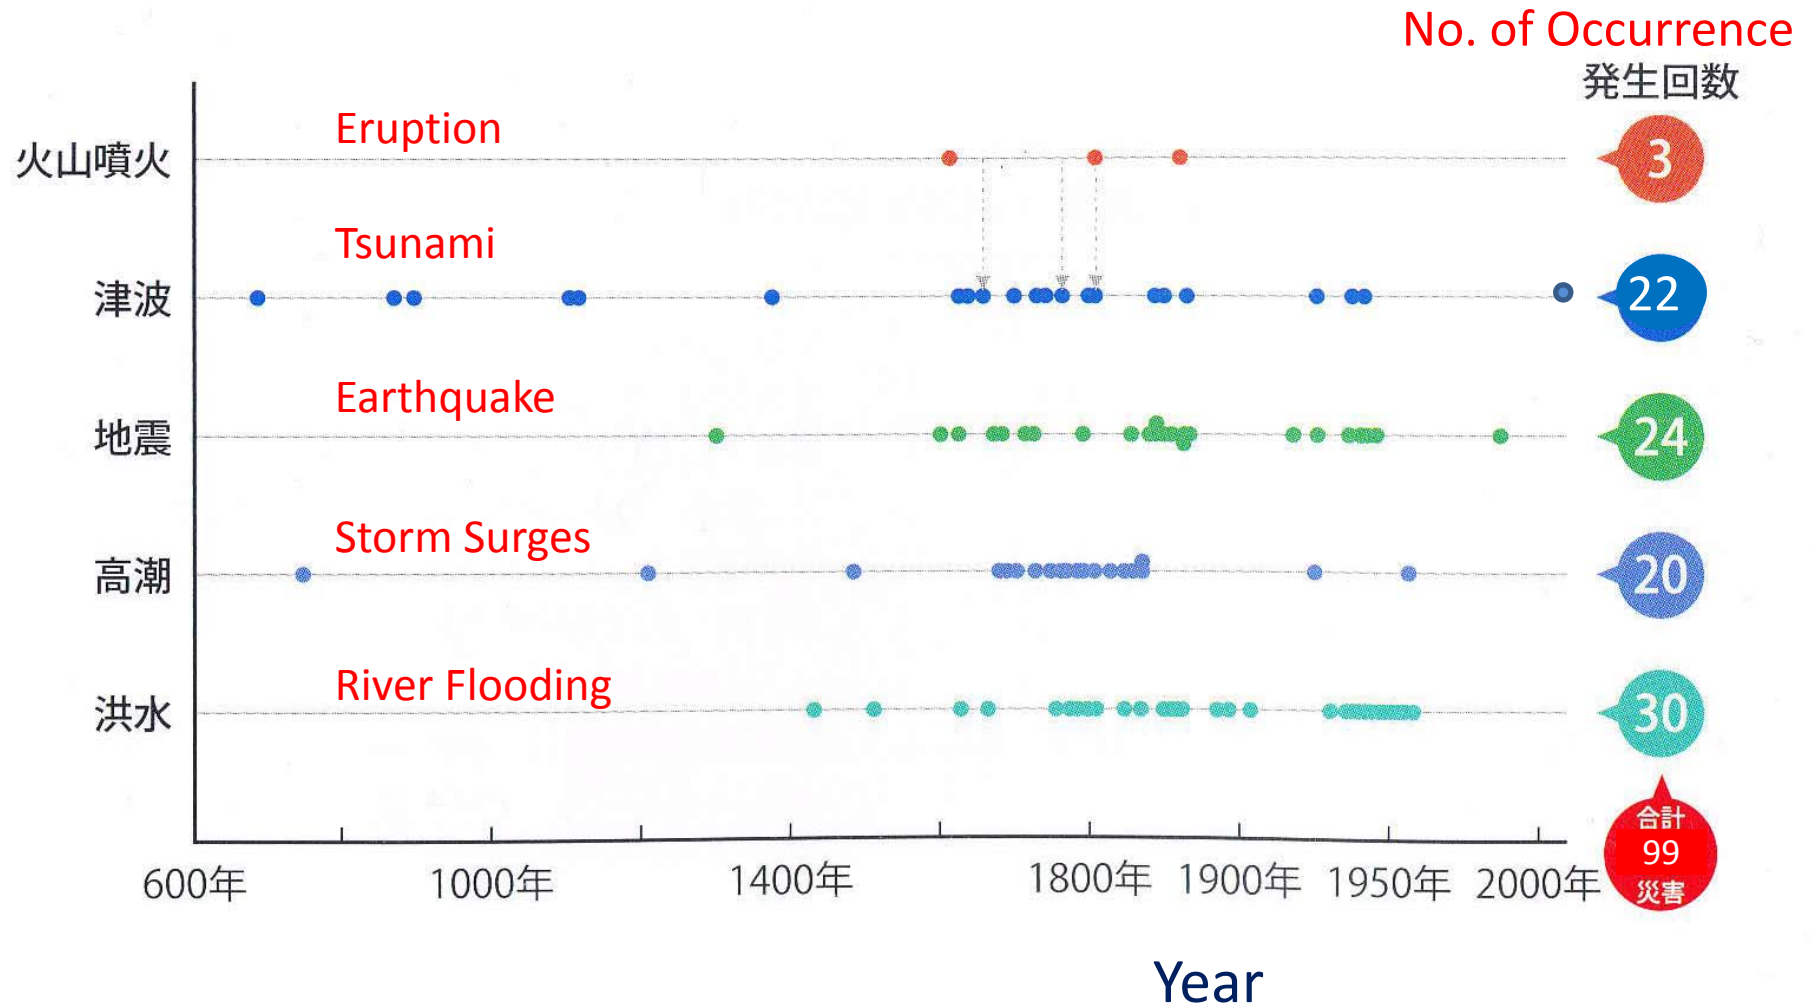 No. of Occurrence
発生回数
Eruption
火山噴火
3
Tsunami
津波
22
Earthquake
地震
24
Storm Surges
高潮
20
River Flooding
洪水
30
合計
99
災害
600年 1000年 1400年 1800年 1900年 1950年 2000年
Year